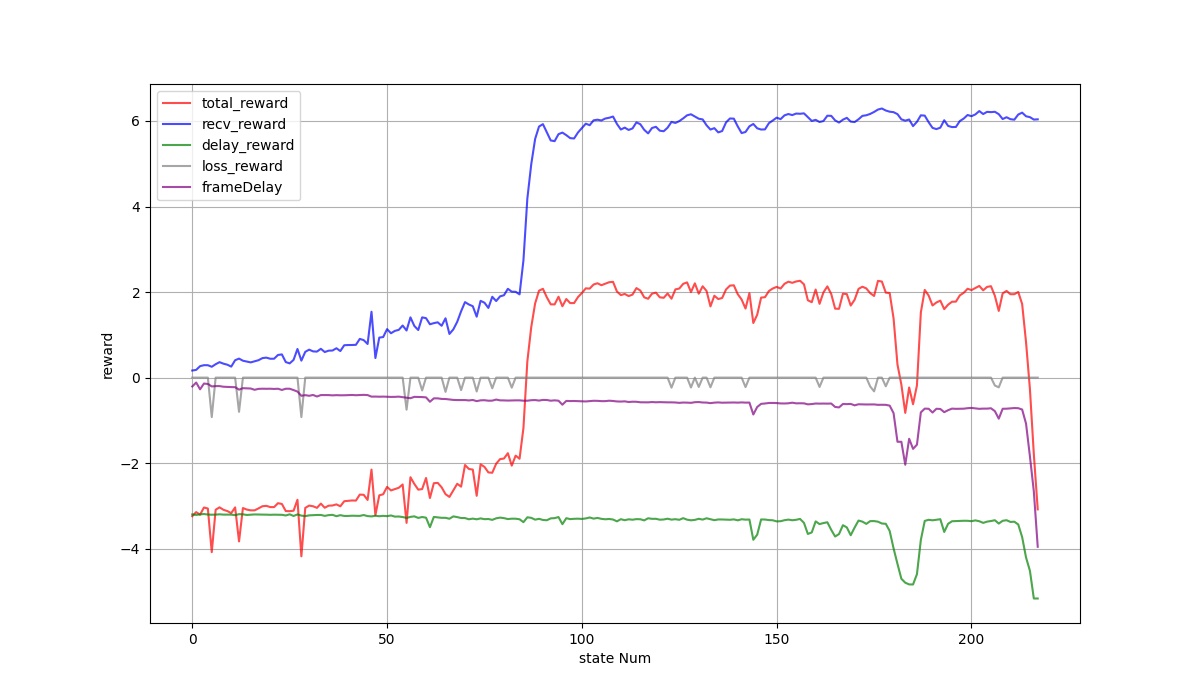 total_reward
recv_reward
delay_reward
loss_reward
frameDelay
6
4
2
0
−2
−4
reward
0 50 100 150 200
state Num